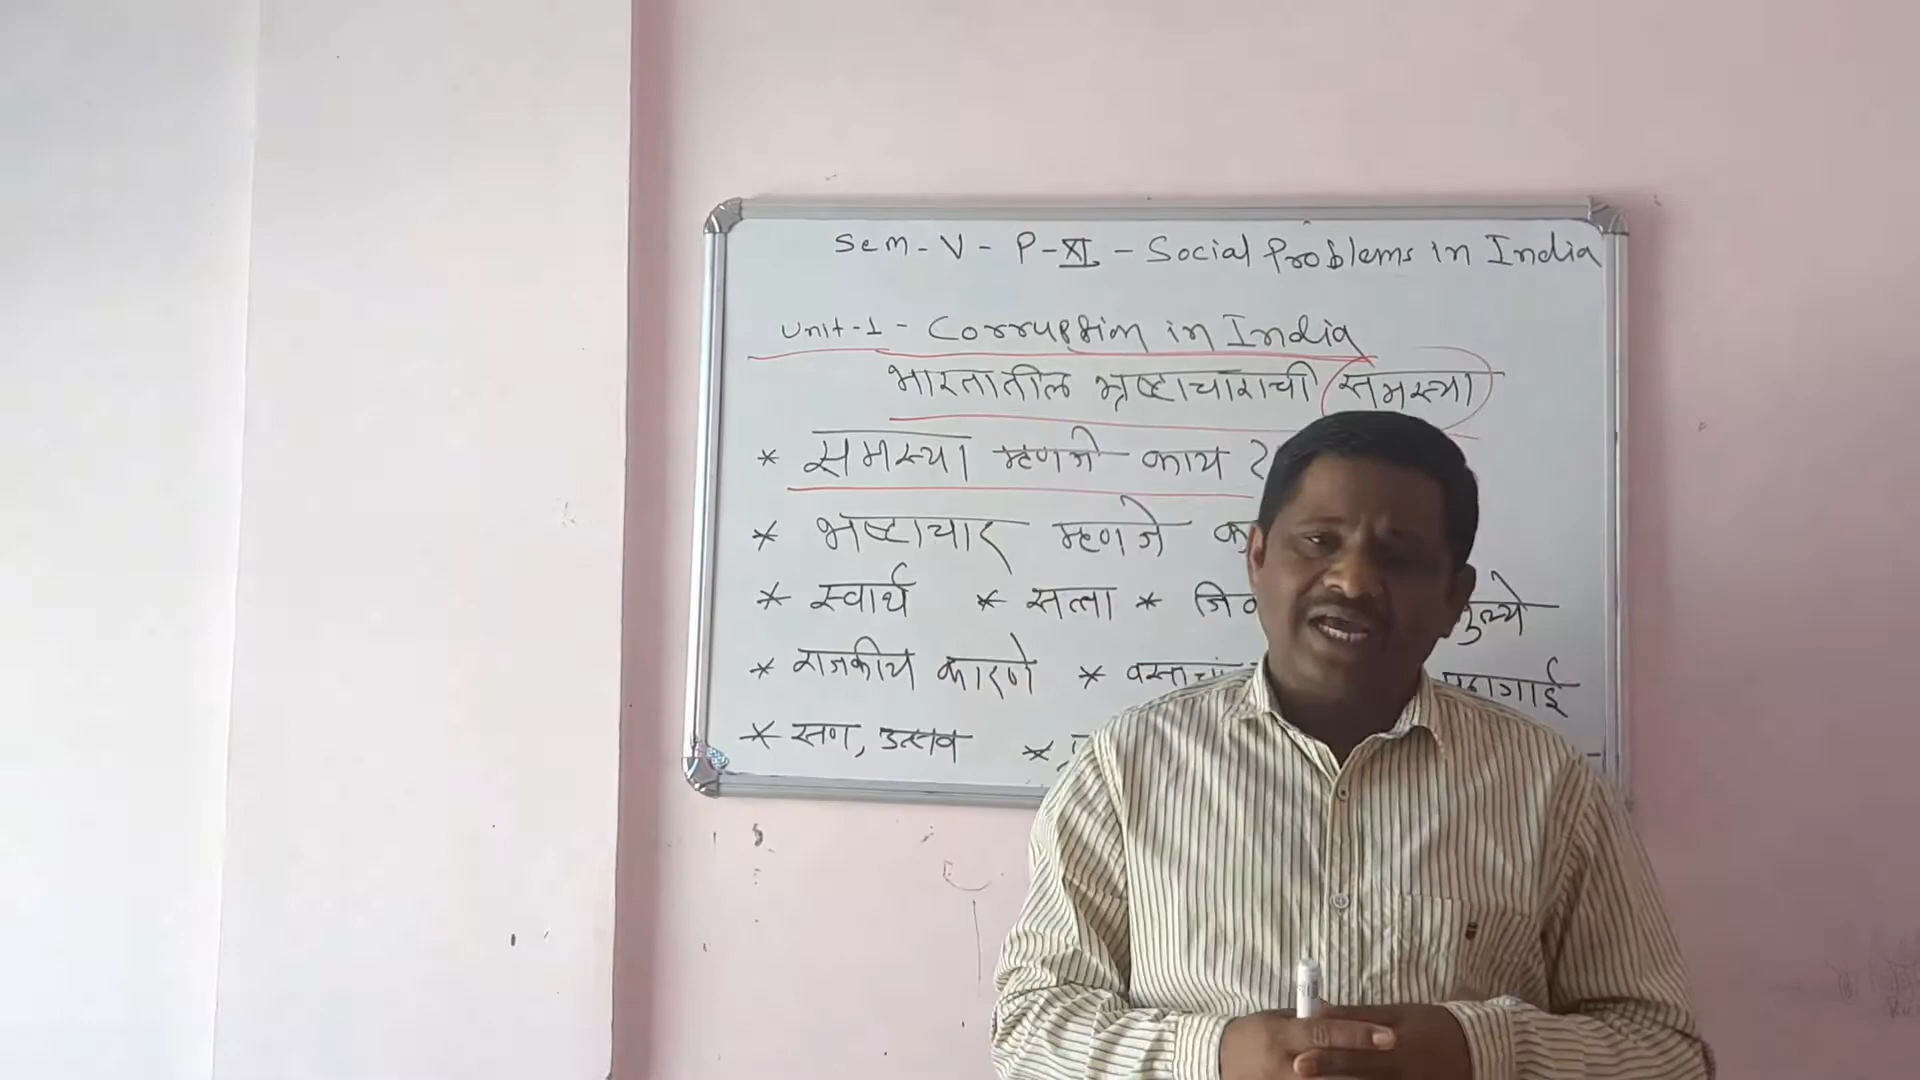 Sem - V - P - XI - Social Problems in India
Unit-1 - Corruption in India
भारतातील भ्रष्टाचाराची समस्या
* समस्या म्हणजे काय ?
* भ्रष्टाचार म्हणजे
* स्वार्थ * सत्ता * मुल्ये
* राजकीय कारणे * महागाई
* सण, उत्सव *